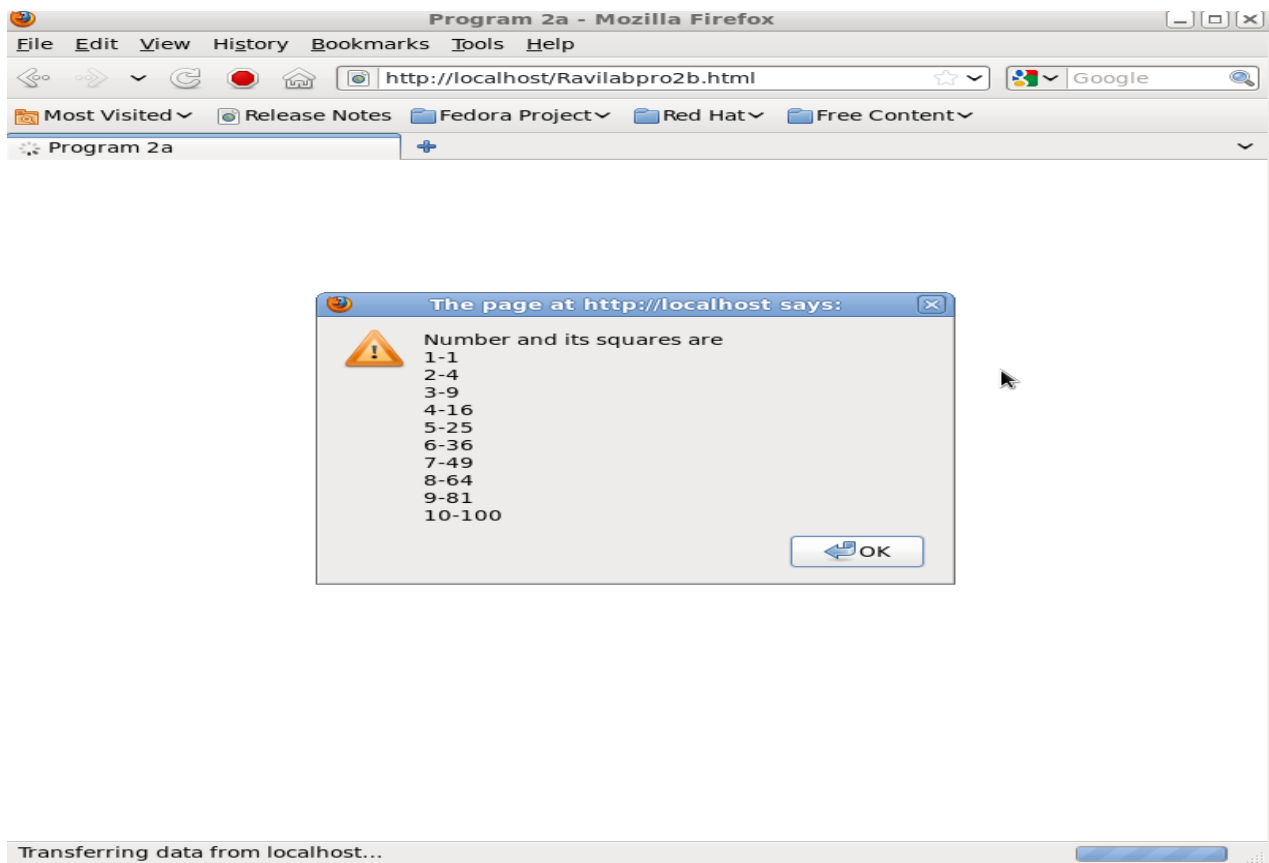 Program 2a - Mozilla Firefox
File Edit View History Bookmarks Tools Help
http://localhost/Ravilabpro2b.html Google
Most Visited Release Notes Fedora Project Red Hat Free Content
Program 2a
The page at http://localhost says:
Number and its squares are
1-1
2-4
3-9
4-16
5-25
6-36
7-49
8-64
9-81
10-100
OK
Transferring data from localhost...